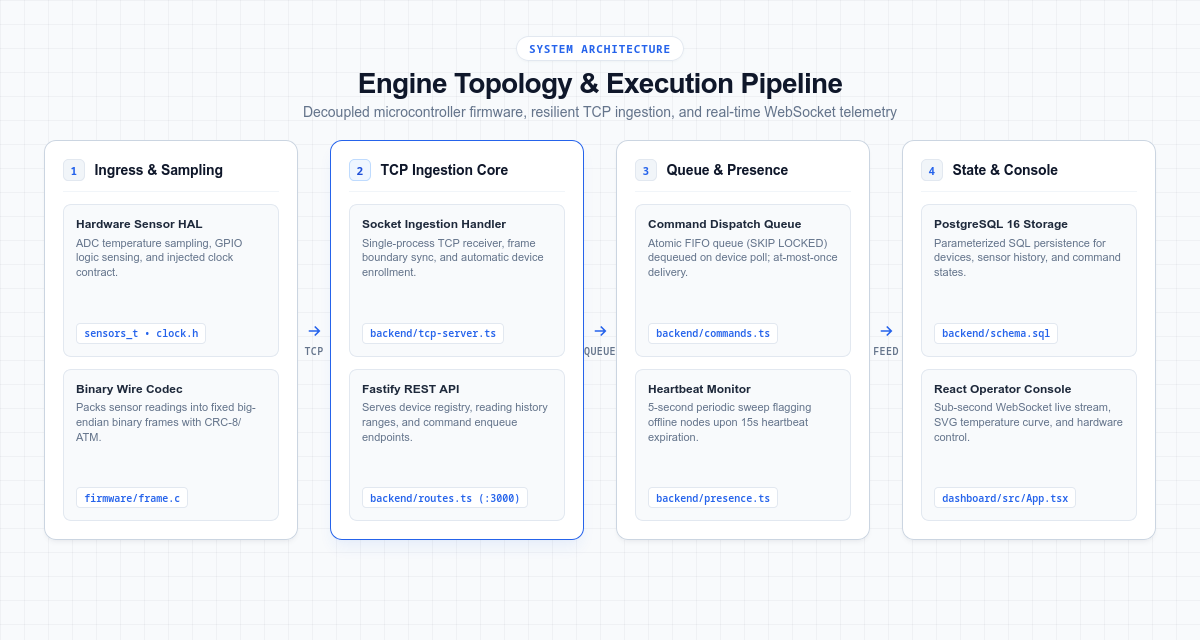 SYSTEM ARCHITECTURE
Engine Topology & Execution Pipeline
Decoupled microcontroller firmware, resilient TCP ingestion, and real-time WebSocket telemetry
1 Ingress & Sampling
Hardware Sensor HAL
ADC temperature sampling, GPIO
logic sensing, and injected clock
contract.
sensors_t • clock.h
Binary Wire Codec
Packs sensor readings into fixed big-
endian binary frames with CRC-8/
ATM.
firmware/frame.c
→
TCP
2 TCP Ingestion Core
Socket Ingestion Handler
Single-process TCP receiver, frame
boundary sync, and automatic device
enrollment.
backend/tcp-server.ts
Fastify REST API
Serves device registry, reading history
ranges, and command enqueue
endpoints.
backend/routes.ts (:3000)
→
QUEUE
3 Queue & Presence
Command Dispatch Queue
Atomic FIFO queue (SKIP LOCKED)
dequeued on device poll; at-most-once
delivery.
backend/commands.ts
Heartbeat Monitor
5-second periodic sweep flagging
offline nodes upon 15s heartbeat
expiration.
backend/presence.ts
→
FEED
4 State & Console
PostgreSQL 16 Storage
Parameterized SQL persistence for
devices, sensor history, and command
states.
backend/schema.sql
React Operator Console
Sub-second WebSocket live stream,
SVG temperature curve, and hardware
control.
dashboard/src/App.tsx